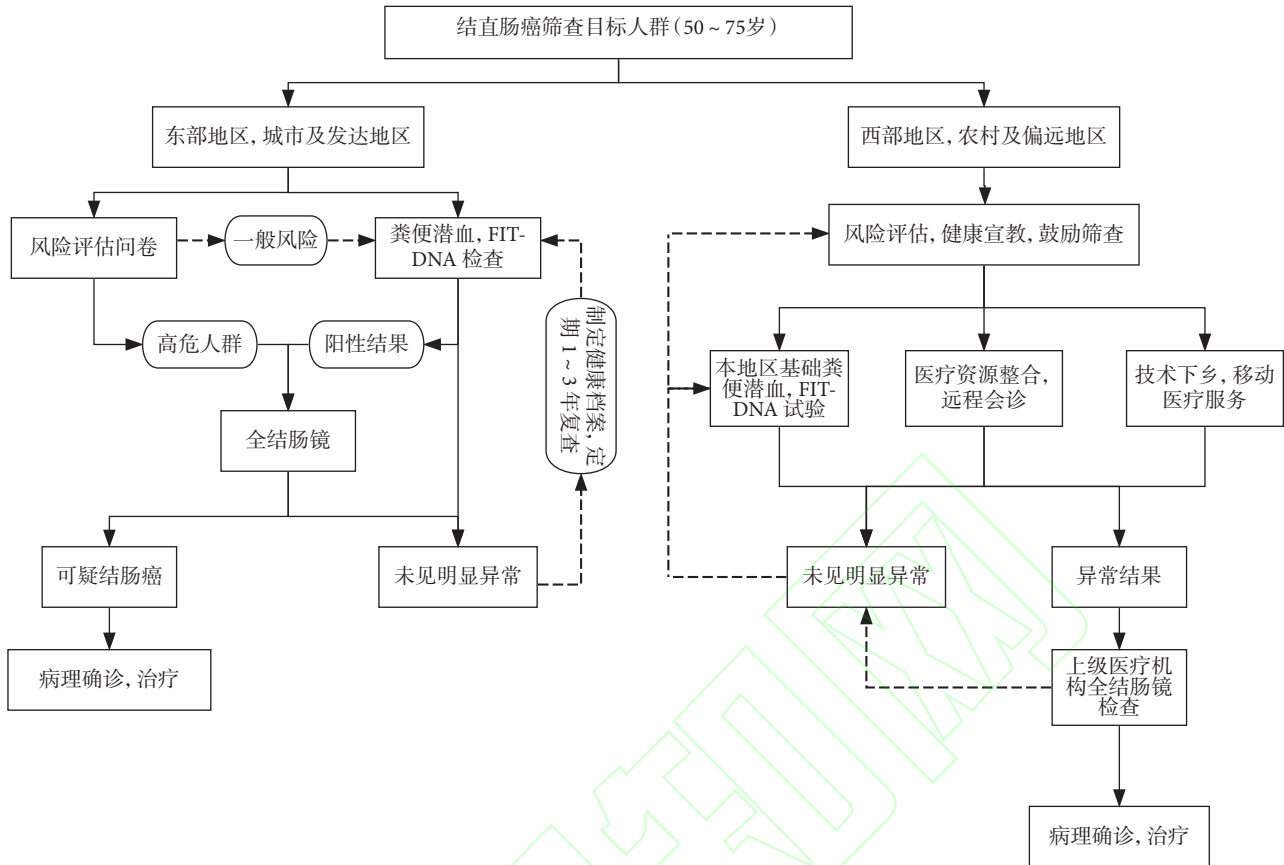 结直肠癌筛查目标人群(50~75岁)
东部地区, 城市及发达地区
西部地区, 农村及偏远地区
风险评估问卷
一般风险
粪便潜血, FIT-
DNA 检查
风险评估, 健康宣教, 鼓励筛查
高危人群
阳性结果
制定健康档案, 定
期 1~3 年复查
本地区基础粪
便潜血, FIT-
DNA 试验
医疗资源整合,
远程会诊
技术下乡, 移动
医疗服务
全结肠镜
可疑结肠癌
未见明显异常
未见明显异常
异常结果
病理确诊, 治疗
上级医疗机
构全结肠镜
检查
病理确诊, 治疗